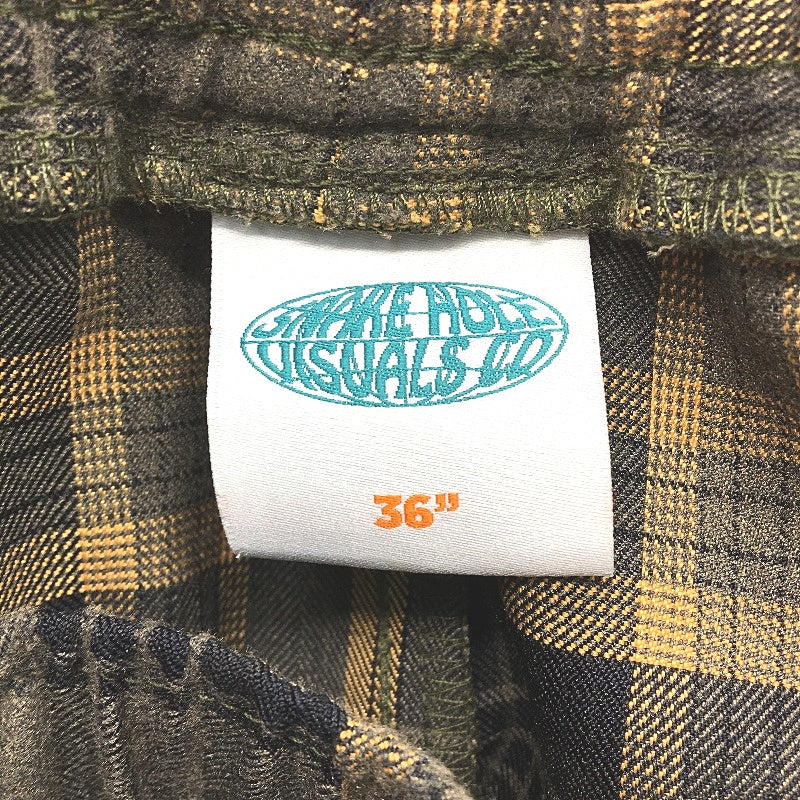 SNAKE HOLE
VISUALS CO
36”